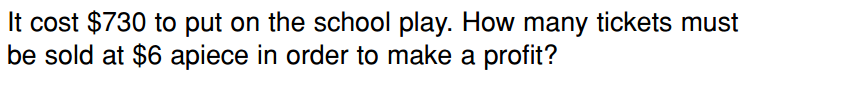 It cost $730 to put on the school play. How many tickets must
be sold at $6 apiece in order to make a profit?